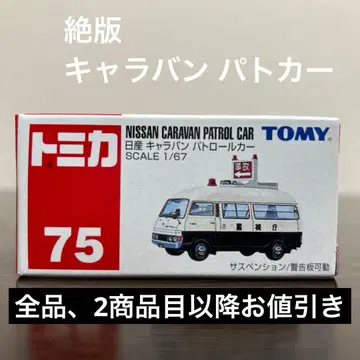 絶版
キャラバン パトカー
トミカ
75
NISSAN CARAVAN PATROL CAR
日産 キャラバン パトロールカー
SCALE 1/67
TOMY
事故
警視庁
サスペンション/警告板可動
全品、2商品目以降お値引き